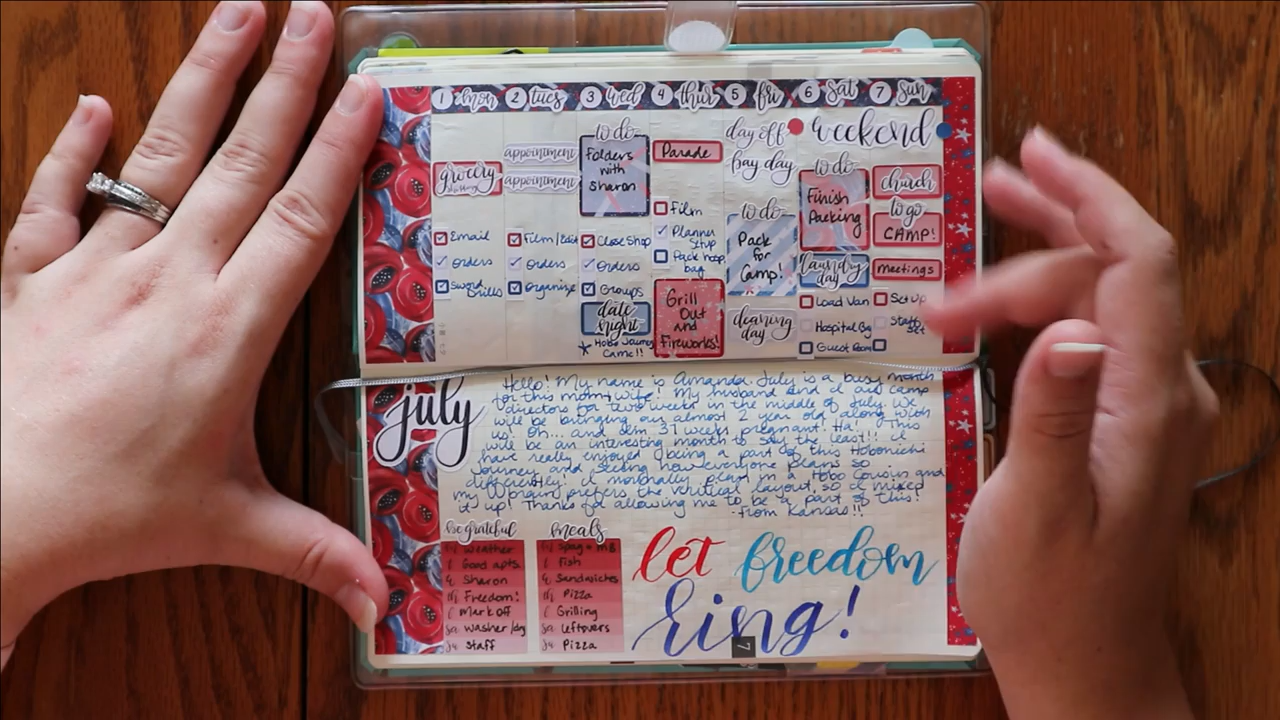 1 mon 2 tues 3 wed 4 thur 5 fri 6 sat 7 sun
grocery
Email
orders
Sword
Drills
appointment
appointment
Film/Edit
orders
organize
to do
Folders
with
Sharon
Close Shop
orders
Groups
date
night
Hobo Journey
Came!!
Parade
Film
Planner
Setup
Pack hosp.
bag
Grill
Out
and
Fireworks!
day off
pay day
to do
Pack
for
Camp!
cleaning
day
weekend
to do
Finish
Packing
laundry
day
Load Van
Hospital Bg
Guest Room
church
to go
CAMP!
Meetings
Set up
Staff
july
Hello! My name is Amanda. July is a busy month
for this mom/wife! My husband and I are camp
directors for two weeks in the middle of July. We
will be bringing our almost 2 year old along with
us! Oh... and I'm 31 weeks pregnant! Ha! This
will be an interesting month to say the least!! I
have really enjoyed being a part of this Hobonichi
Journey and seeing how everyone plans so
differently! I normally plan in a Hobo Cousin and
my brain prefers the vertical layout, so I mixed
it up! Thanks for allowing me to be a part of this!
-from Kansas!!
be grateful
weather
Good apts.
Sharon
Freedom!
Mark off
washer/dry
Staff
meals
Spag + MB
Fish
Sandwiches
Pizza
Grilling
Leftovers
Pizza
let freedom
ring!
7